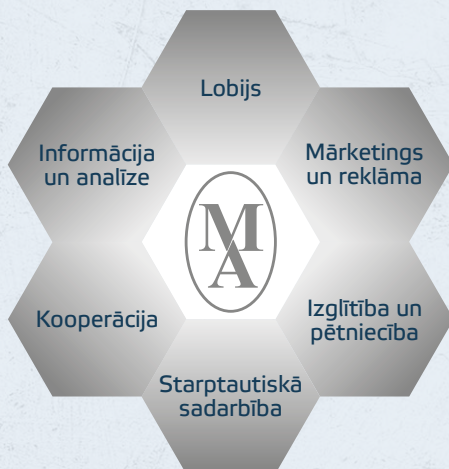 Lobijs
Informācija
un analīze
Mārketings
un reklāma
M
A
Kooperācija
Izglītība un
pētniecība
Starptautiskā
sadarbība